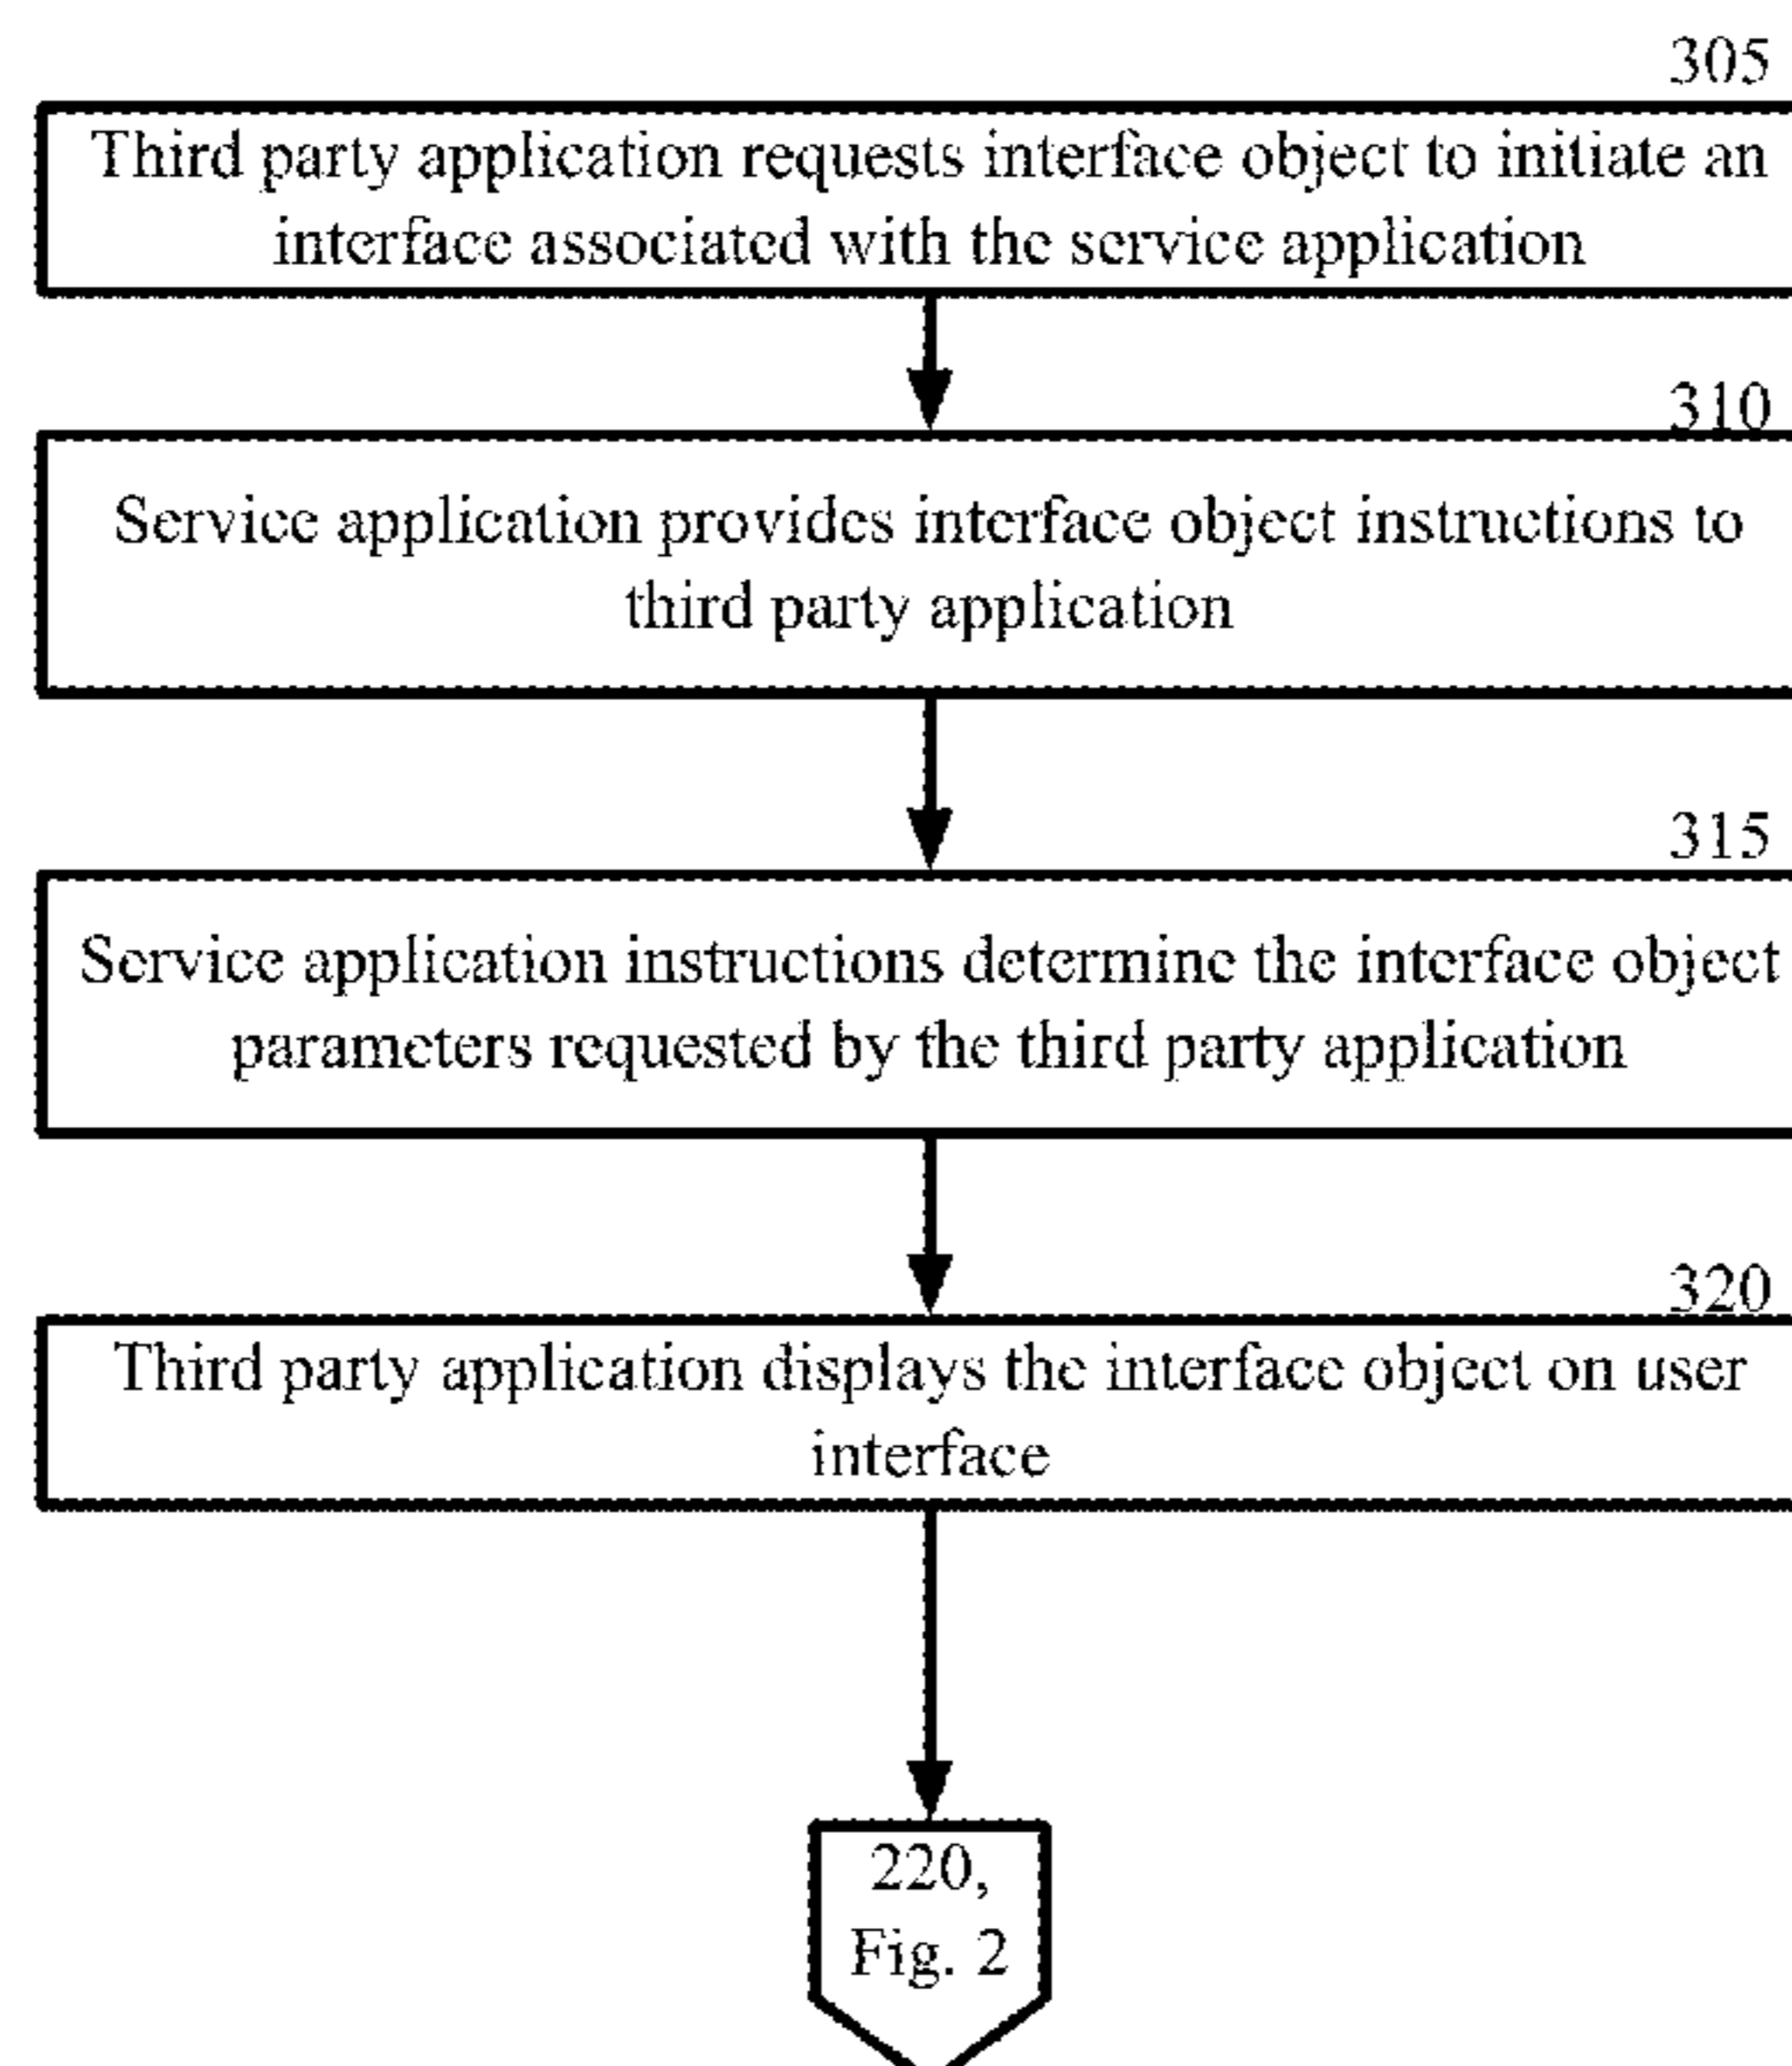 305
Third party application requests interface object to initiate an
interface associated with the service application
310
Service application provides interface object instructions to
third party application
315
Service application instructions determine the interface object
parameters requested by the third party application
320
Third party application displays the interface object on user
interface
220,
Fig. 2